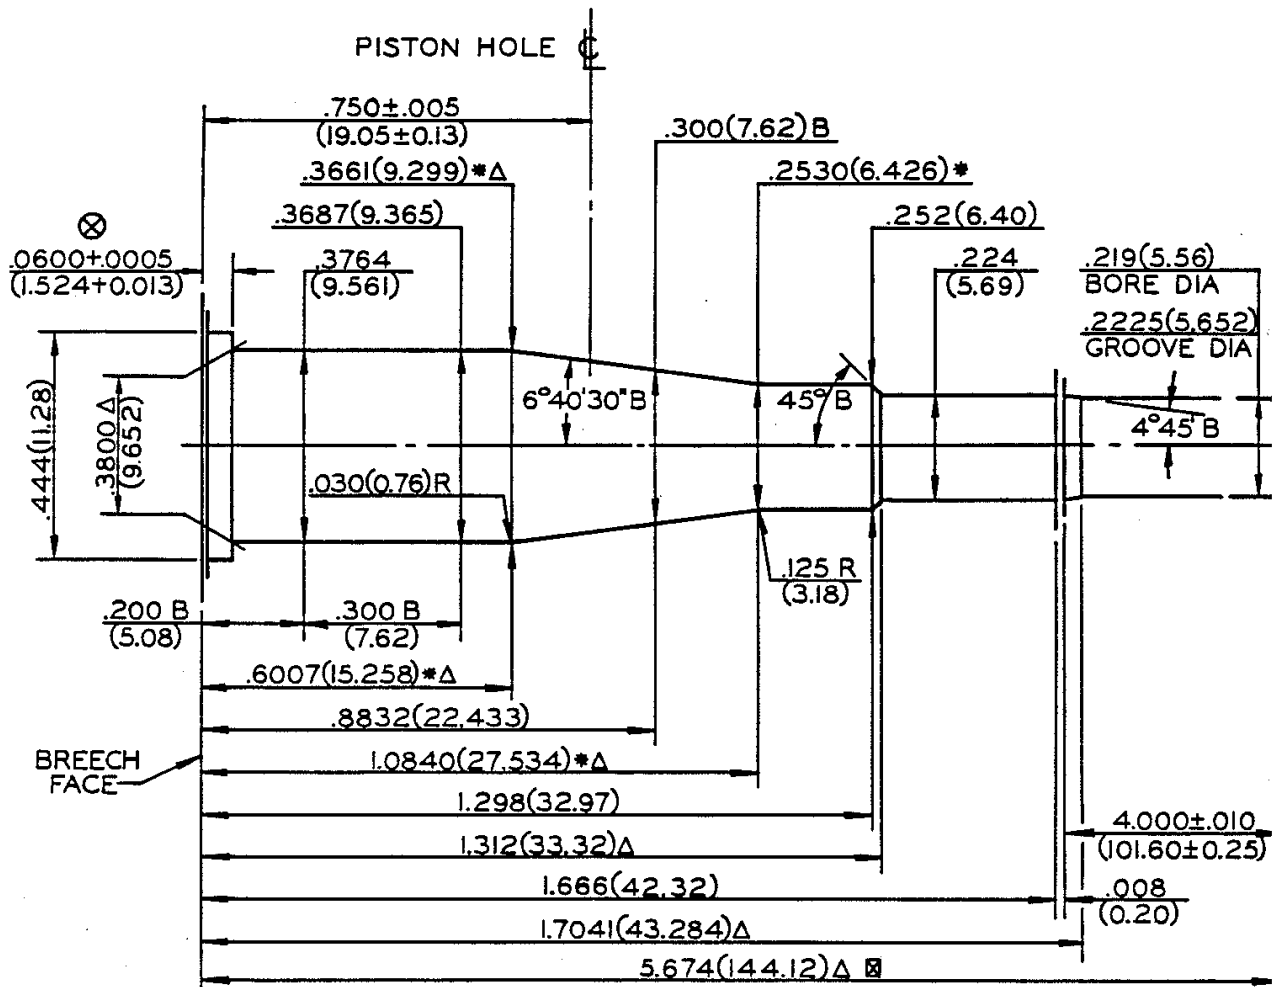 PISTON HOLE ℄
.750±.005
(19.05±0.13)
.300(7.62)B
.3661(9.299)*Δ
.2530(6.426)*
.3687(9.365)
.252(6.40)
⊗
.0600+.0005
(1.524+0.013)
.3764
(9.561)
.224
(5.69)
.219(5.56)
BORE DIA
.2225(5.652)
GROOVE DIA
6°40'30"B
45° B
4°45'B
.444(11.28)
.3800 Δ
(9.652)
.030(0.76)R
.125 R
(3.18)
.200 B
(5.08)
.300 B
(7.62)
.6007(15.258)*Δ
.8832(22.433)
BREECH
FACE
1.0840(27.534)*Δ
1.298(32.97)
4.000±.010
(101.60±0.25)
1.312(33.32)Δ
1.666(42.32)
.008
(0.20)
1.7041(43.284)Δ
5.674(144.12)Δ ⊠